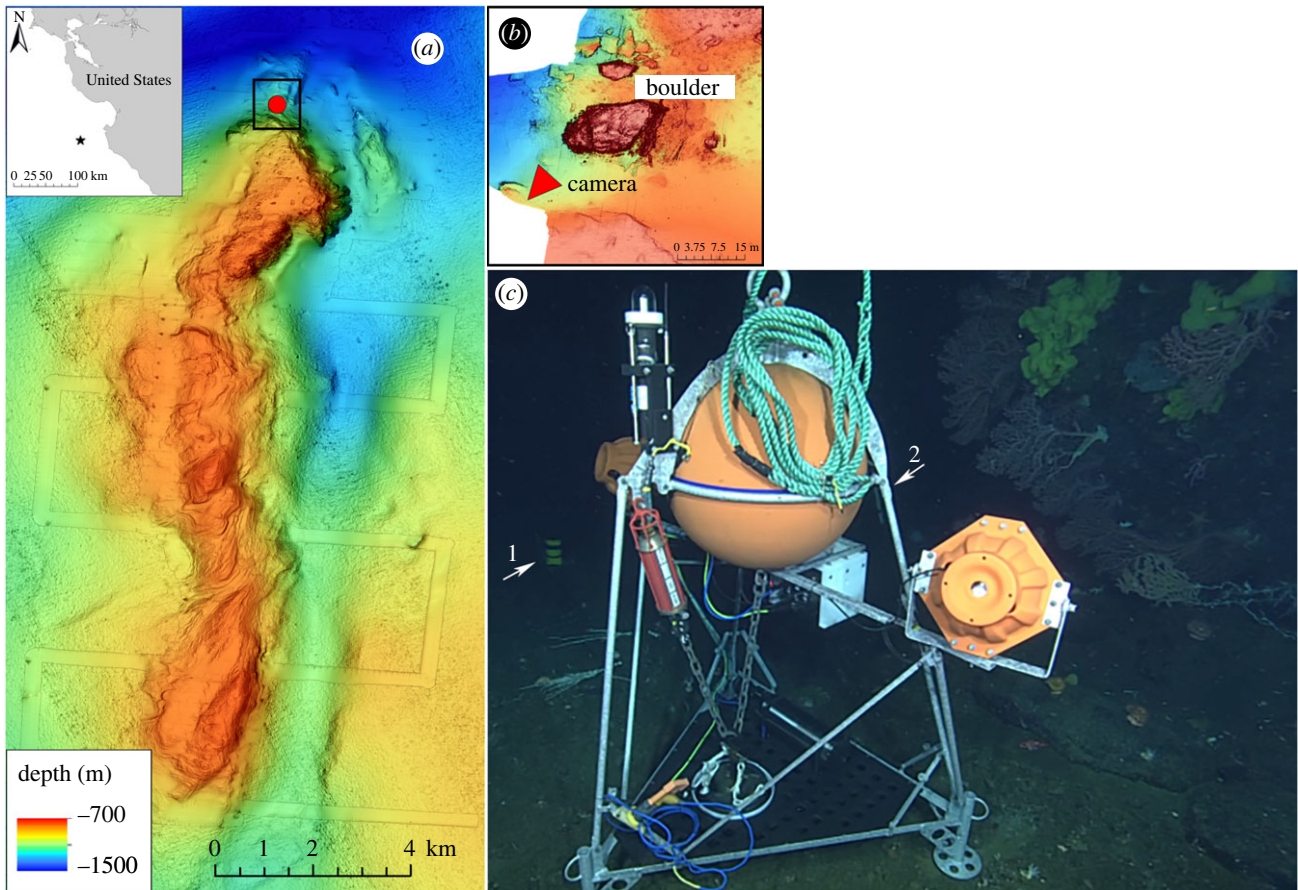 N
United States
0 25 50 100 km
(a)
depth (m)
–700
–1500
0 1 2 4 km
(b)
boulder
camera
0 3.75 7.5 15 m
(c)
1
2